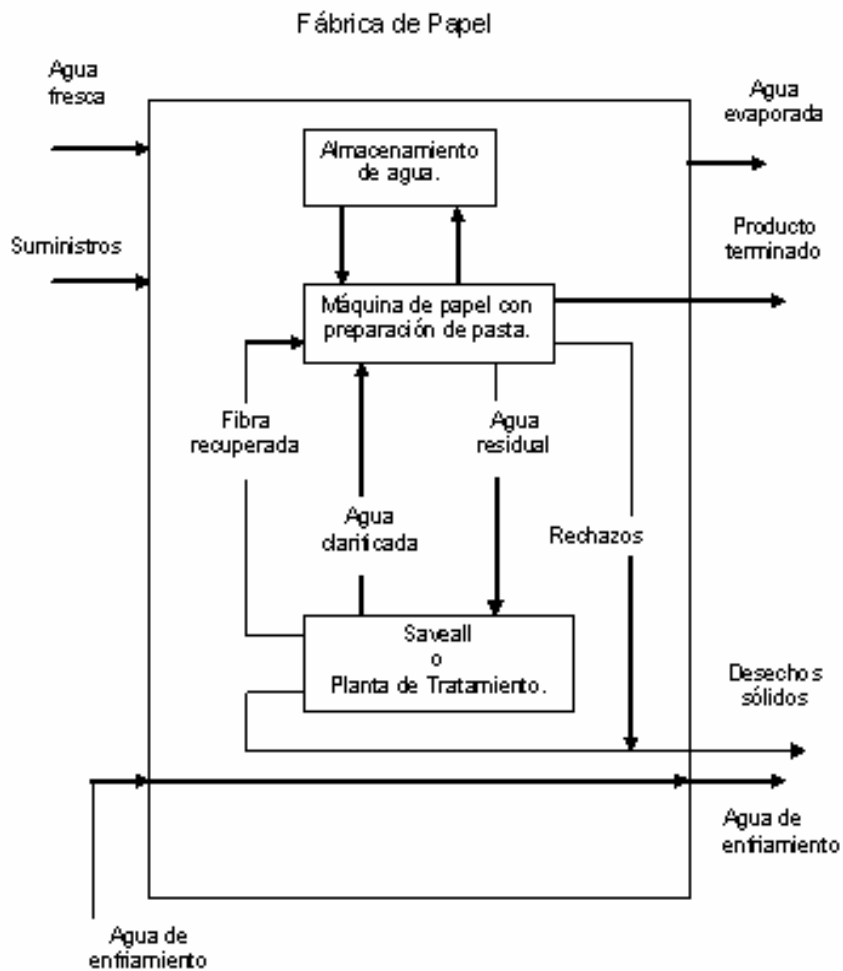 Fábrica de Papel
Agua
fresca
Agua
evaporada
Almacenamiento
de agua.
Suministros
Producto
terminado
Máquina de papel con
preparación de pasta.
Fibra
recuperada
Agua
residual
Agua
clarificada
Rechazos
Saveall
o
Planta de Tratamiento.
Desechos
sólidos
Agua de
enfriamiento
Agua de
enfriamiento